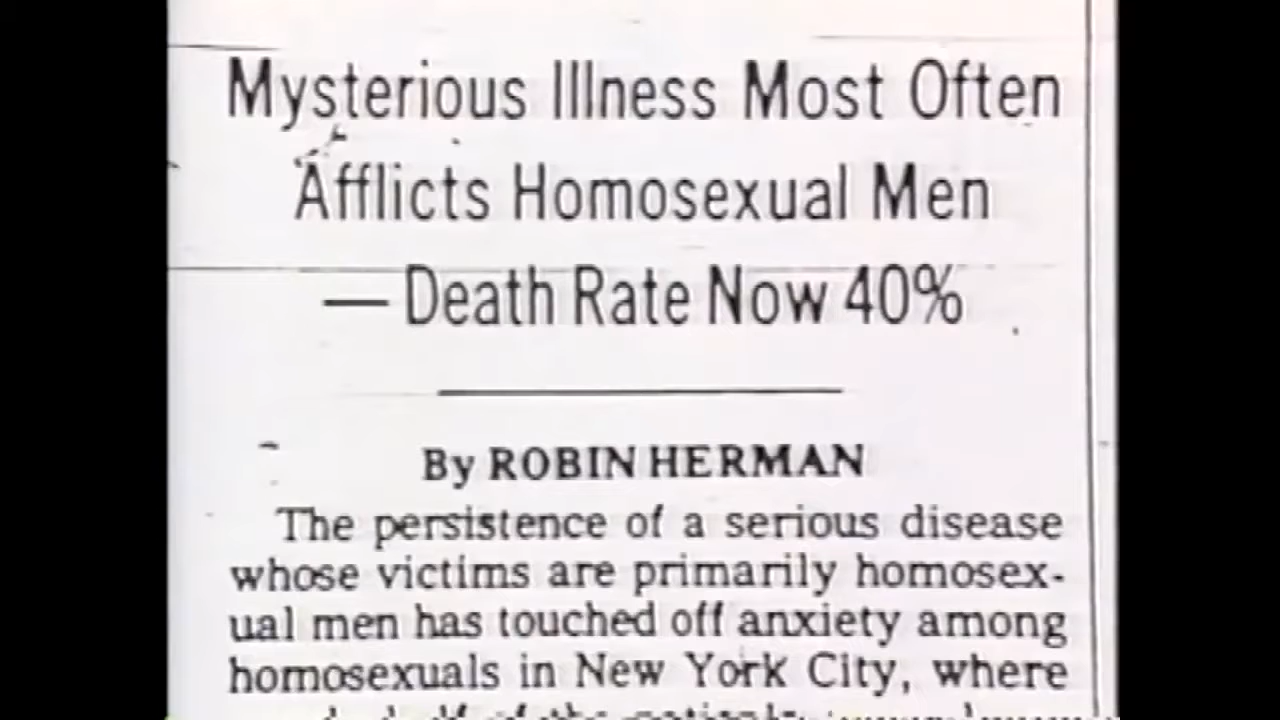 Mysterious Illness Most Often
Afflicts Homosexual Men
— Death Rate Now 40%
By ROBIN HERMAN
The persistence of a serious disease
whose victims are primarily homosex-
ual men has touched off anxiety among
homosexuals in New York City, where